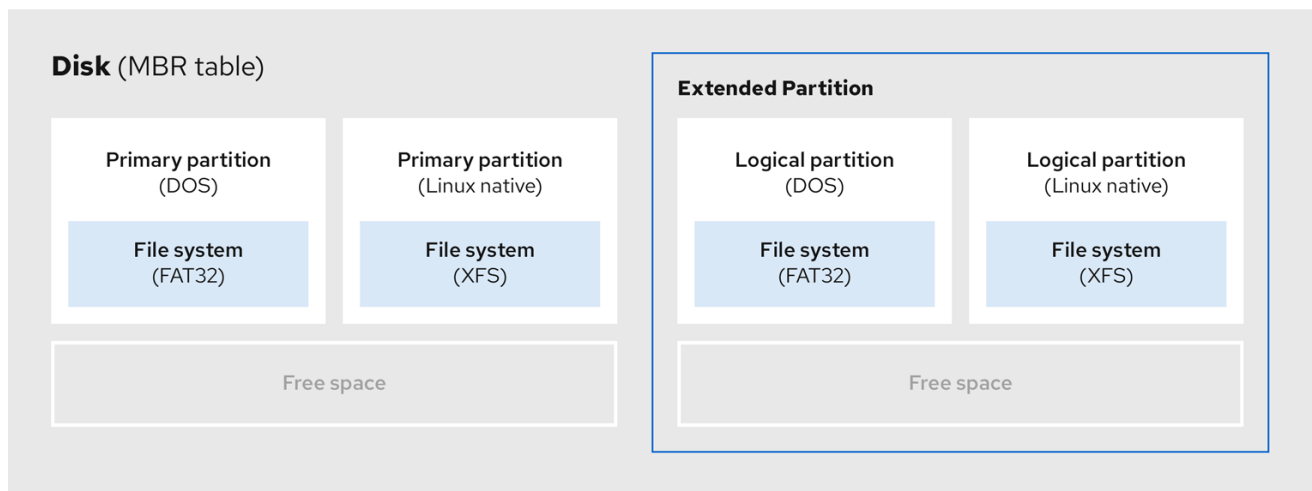 Disk (MBR table)
Primary partition
(DOS)
File system
(FAT32)
Primary partition
(Linux native)
File system
(XFS)
Free space
Extended Partition
Logical partition
(DOS)
File system
(FAT32)
Logical partition
(Linux native)
File system
(XFS)
Free space